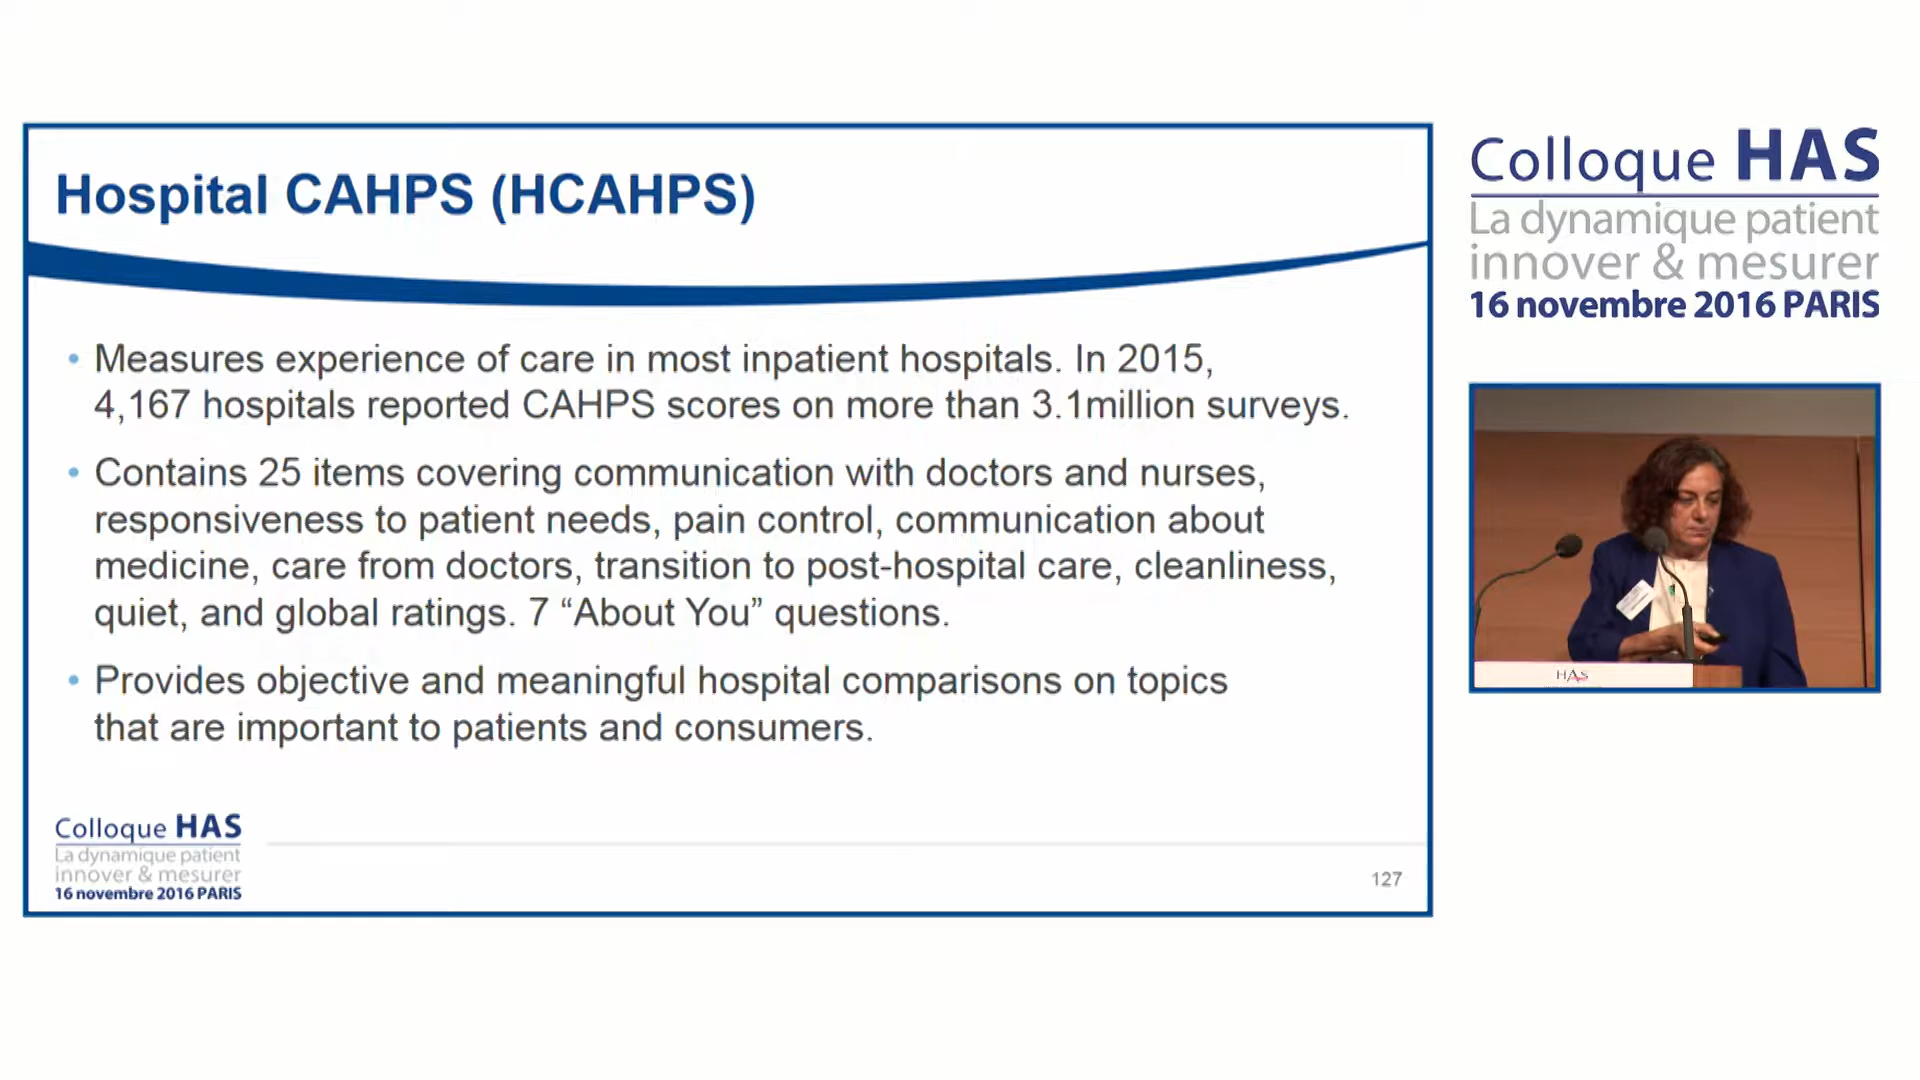 Hospital CAHPS (HCAHPS)
• Measures experience of care in most inpatient hospitals. In 2015,
4,167 hospitals reported CAHPS scores on more than 3.1million surveys.
• Contains 25 items covering communication with doctors and nurses,
responsiveness to patient needs, pain control, communication about
medicine, care from doctors, transition to post-hospital care, cleanliness,
quiet, and global ratings. 7 “About You” questions.
• Provides objective and meaningful hospital comparisons on topics
that are important to patients and consumers.
Colloque HAS
La dynamique patient
innover & mesurer
16 novembre 2016 PARIS
127
Colloque HAS
La dynamique patient
innover & mesurer
16 novembre 2016 PARIS
HAS